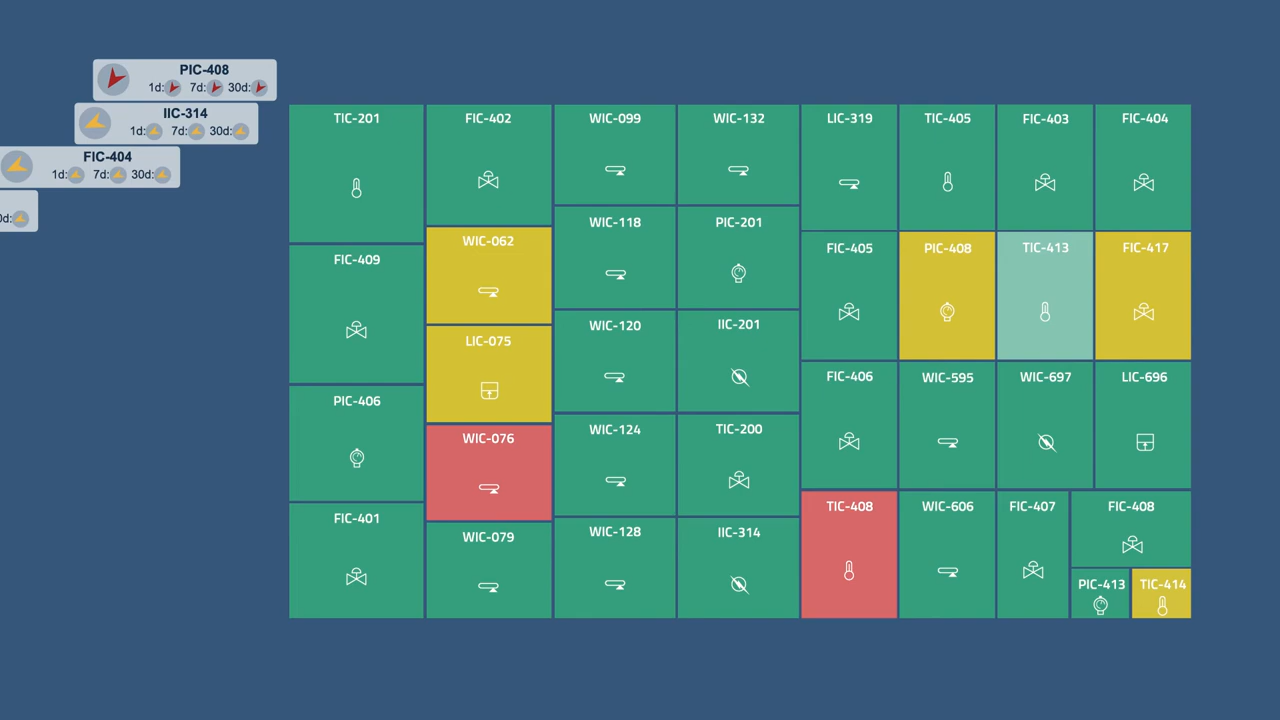 PIC-408
1d: 7d: 30d:
IIC-314
1d: 7d: 30d:
FIC-404
1d: 7d: 30d:
0d:
TIC-201
FIC-402
WIC-099
WIC-132
LIC-319
TIC-405
FIC-403
FIC-404
WIC-118
PIC-201
WIC-062
FIC-405
PIC-408
TIC-413
FIC-417
FIC-409
WIC-120
IIC-201
LIC-075
FIC-406
WIC-595
WIC-697
LIC-696
PIC-406
WIC-124
TIC-200
WIC-076
TIC-408
WIC-606
FIC-407
FIC-408
FIC-401
WIC-079
WIC-128
IIC-314
PIC-413
TIC-414